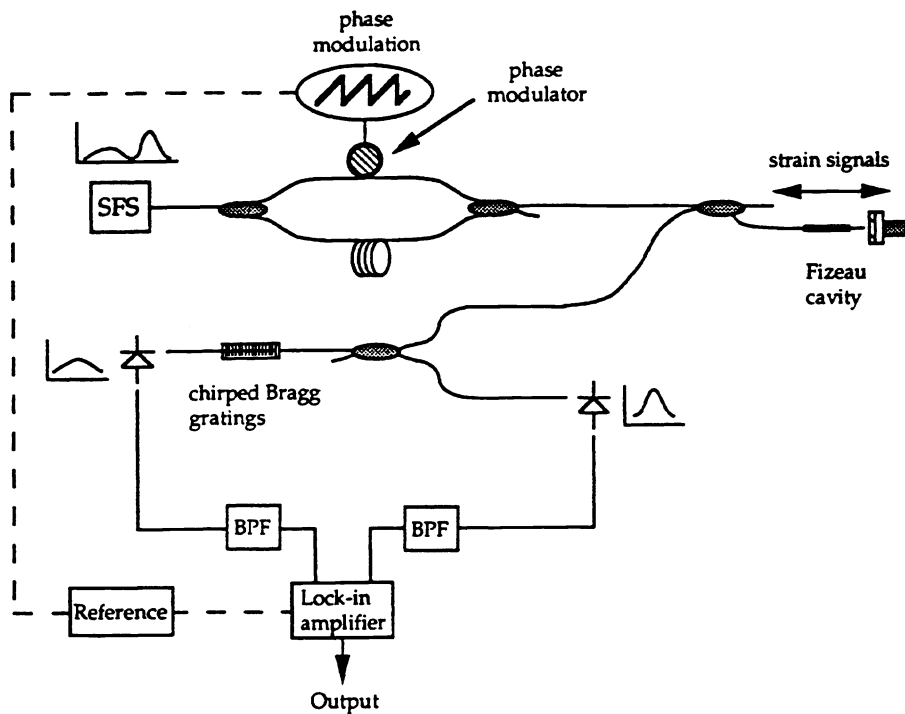 phase
modulation
phase
modulator
strain signals
SFS
Fizeau
cavity
chirped Bragg
gratings
BPF
BPF
Reference
Lock-in
amplifier
Output